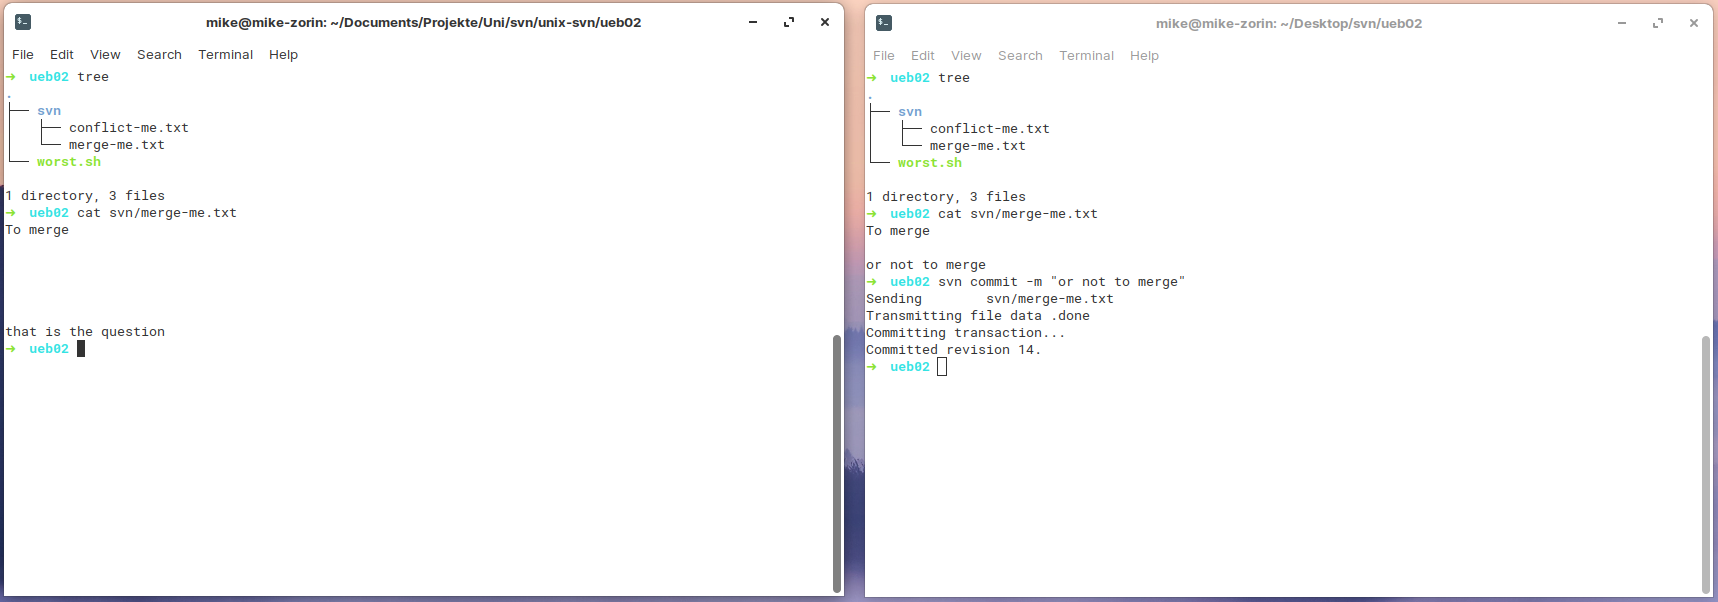 mike@mike-zorin: ~/Documents/Projekte/Uni/svn/unix-svn/ueb02
File Edit View Search Terminal Help
➜ ueb02 tree
.
├── svn
│   ├── conflict-me.txt
│   └── merge-me.txt
└── worst.sh

1 directory, 3 files
➜ ueb02 cat svn/merge-me.txt
To merge

that is the question
➜ ueb02
mike@mike-zorin: ~/Desktop/svn/ueb02
File Edit View Search Terminal Help
➜ ueb02 tree
.
├── svn
│   ├── conflict-me.txt
│   └── merge-me.txt
└── worst.sh

1 directory, 3 files
➜ ueb02 cat svn/merge-me.txt
To merge

or not to merge
➜ ueb02 svn commit -m "or not to merge"
Sending        svn/merge-me.txt
Transmitting file data .done
Committing transaction...
Committed revision 14.
➜ ueb02